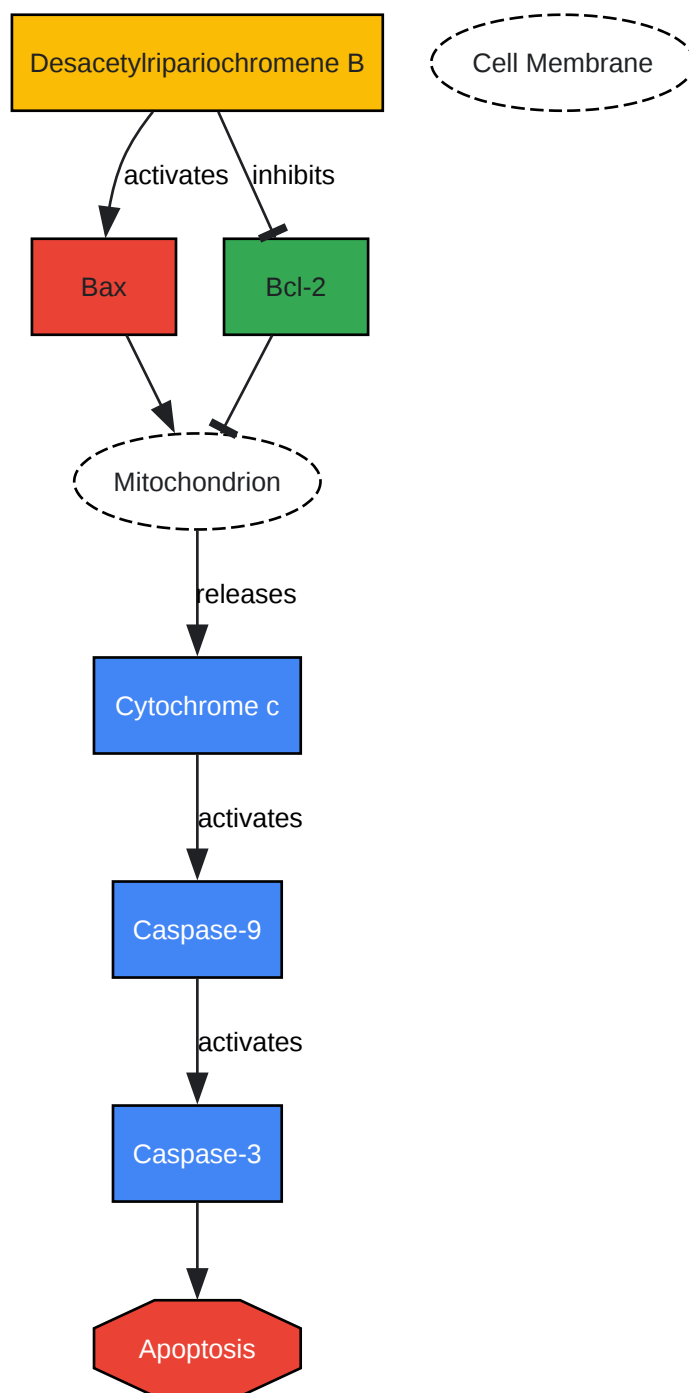 Desacetylripariochromene B
Cell Membrane
activates
inhibits
Bax
Bcl-2
Mitochondrion
releases
Cytochrome c
activates
Caspase-9
activates
Caspase-3
Apoptosis